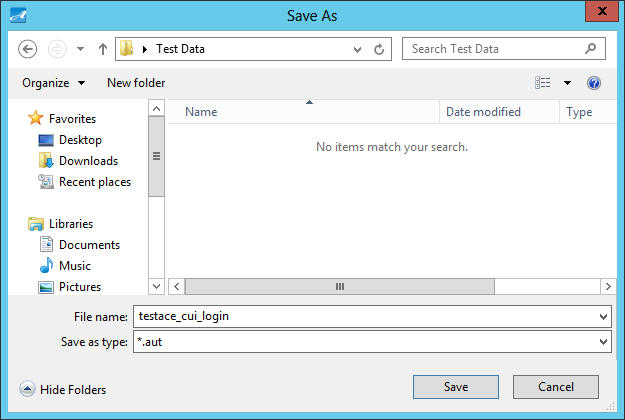 Save As
Test Data
Search Test Data
Organize New folder
Favorites
Desktop
Downloads
Recent places
Libraries
Documents
Music
Pictures
Name Date modified Type
No items match your search.
File name: testace_cui_login
Save as type: *.aut
Hide Folders Save Cancel